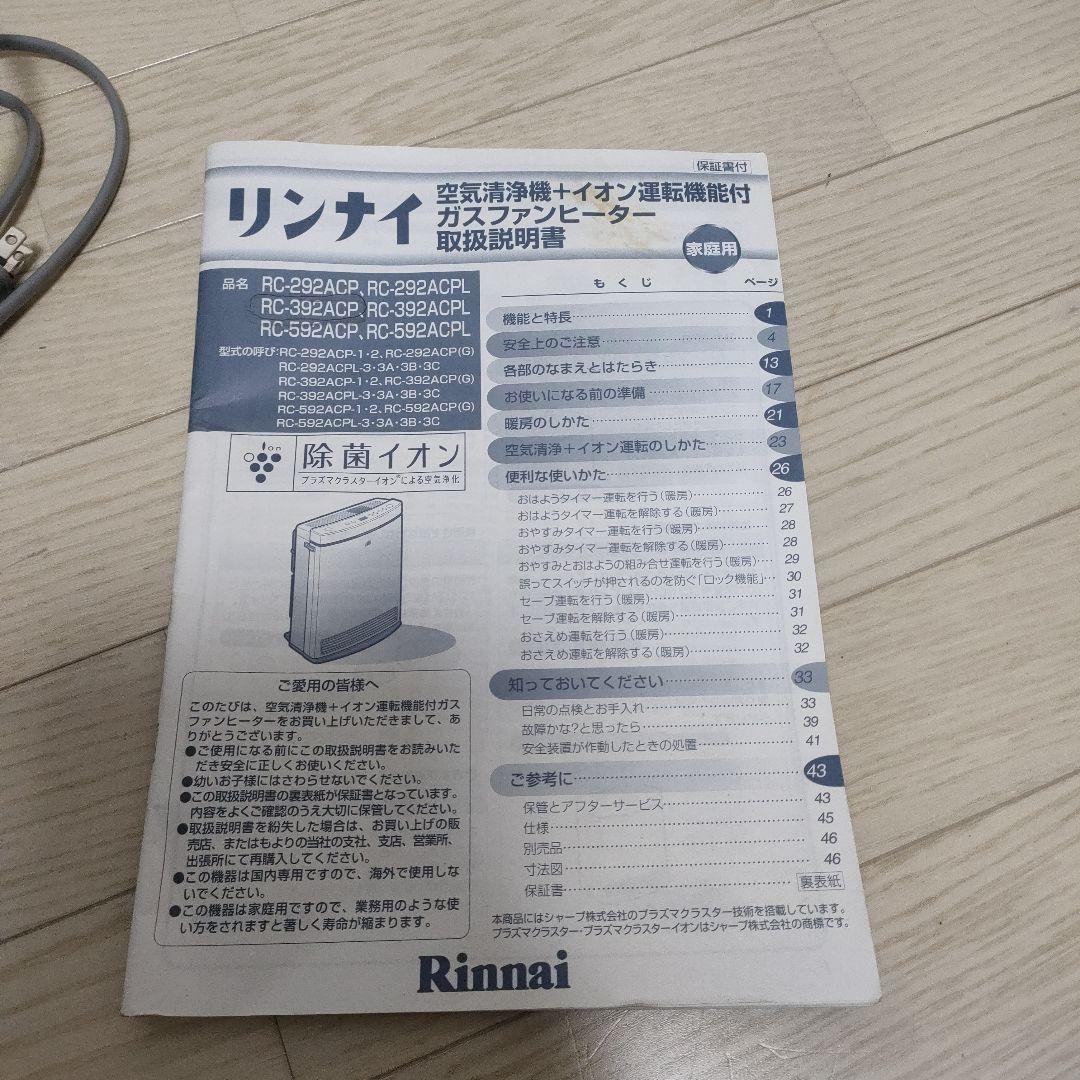 保証書付
リンナイ
空気清浄機+イオン運転機能付
ガスファンヒーター
取扱説明書
家庭用
品名 RC-292ACP、RC-292ACPL
RC-392ACP、RC-392ACPL
RC-592ACP、RC-592ACPL
型式の呼び:RC-292ACP-1・2、RC-292ACP(G)
RC-292ACPL-3・3A・3B・3C
RC-392ACP-1・2、RC-392ACP(G)
RC-392ACPL-3・3A・3B・3C
RC-592ACP-1・2、RC-592ACP(G)
RC-592ACPL-3・3A・3B・3C
ion
除菌イオン
プラズマクラスターイオン®による空気浄化
ご愛用の皆様へ
このたびは、空気清浄機+イオン運転機能付ガス
ファンヒーターをお買い上げいただきまして、あ
りがとうございます。
●ご使用になる前にこの取扱説明書をお読みいた
だき安全に正しくお使いください。
●幼いお子様にはさわらせないでください。
●この取扱説明書の裏表紙が保証書となっています。
内容をよくご確認のうえ大切に保管してください。
●取扱説明書を紛失した場合は、お買い上げの販
売店、またはもよりの当社の支社、支店、営業所、
出張所にて再購入してください。
●この機器は国内専用ですので、海外で使用しな
いでください。
●この機器は家庭用ですので、業務用のような使
い方をされますと著しく寿命が縮まります。
もくじ ページ
機能と特長 1
安全上のご注意 4
各部のなまえとはたらき 13
お使いになる前の準備 17
暖房のしかた 21
空気清浄+イオン運転のしかた 23
便利な使いかた 26
おはようタイマー運転を行う(暖房) 26
おはようタイマー運転を解除する(暖房) 27
おやすみタイマー運転を行う(暖房) 28
おやすみタイマー運転を解除する(暖房) 28
おやすみとおはようの組み合せ運転を行う(暖房) 29
誤ってスイッチが押されるのを防ぐ「ロック機能」 30
セーブ運転を行う(暖房) 31
セーブ運転を解除する(暖房) 31
おさえめ運転を行う(暖房) 32
おさえめ運転を解除する(暖房) 32
知っておいてください 33
日常の点検とお手入れ 33
故障かな?と思ったら 39
安全装置が作動したときの処置 41
ご参考に 43
保管とアフターサービス 43
仕様 45
別売品 46
寸法図 46
保証書 裏表紙
本商品にはシャープ株式会社のプラズマクラスター技術を搭載しています。
プラズマクラスター・プラズマクラスターイオンはシャープ株式会社の商標です。
Rinnai